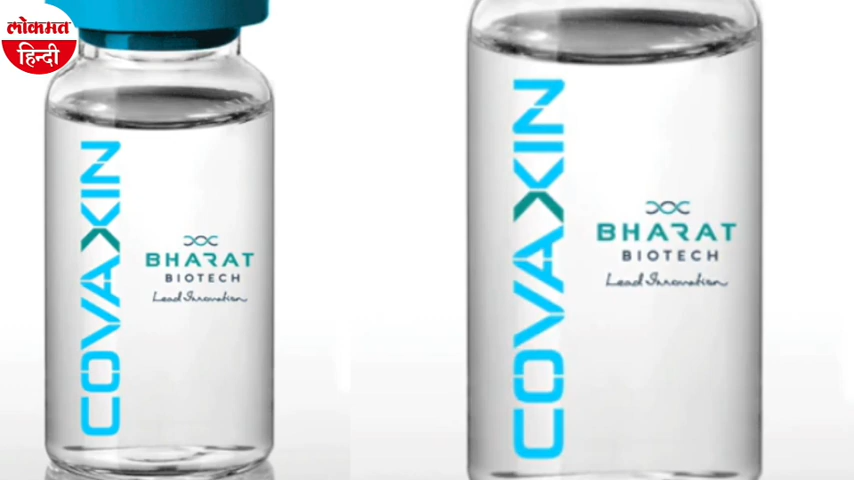 लोकमत
हिन्दी
COVAXIN
BHARAT
BIOTECH
Lead Innovation
COVAXIN
BHARAT
BIOTECH
Lead Innovation